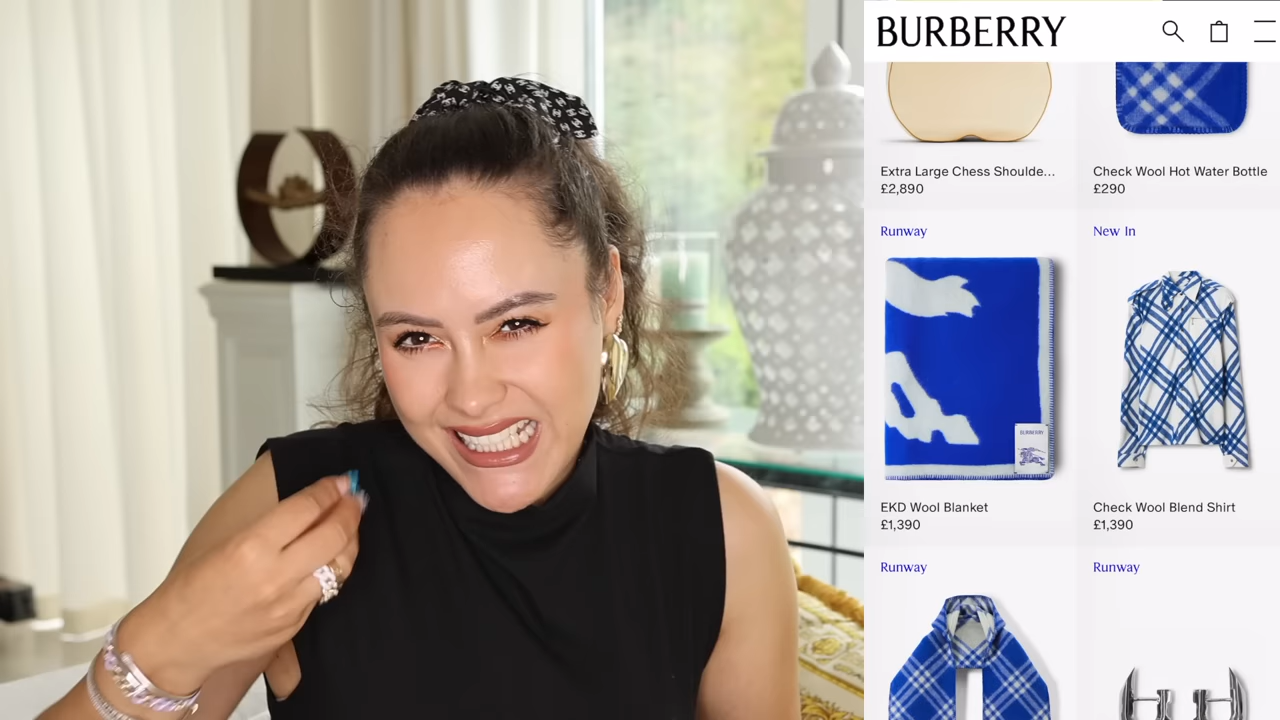 BURBERRY
Extra Large Chess Shoulde...
£2,890
Check Wool Hot Water Bottle
£290
Runway
New In
BURBERRY
EKD Wool Blanket
£1,390
Check Wool Blend Shirt
£1,390
Runway
Runway